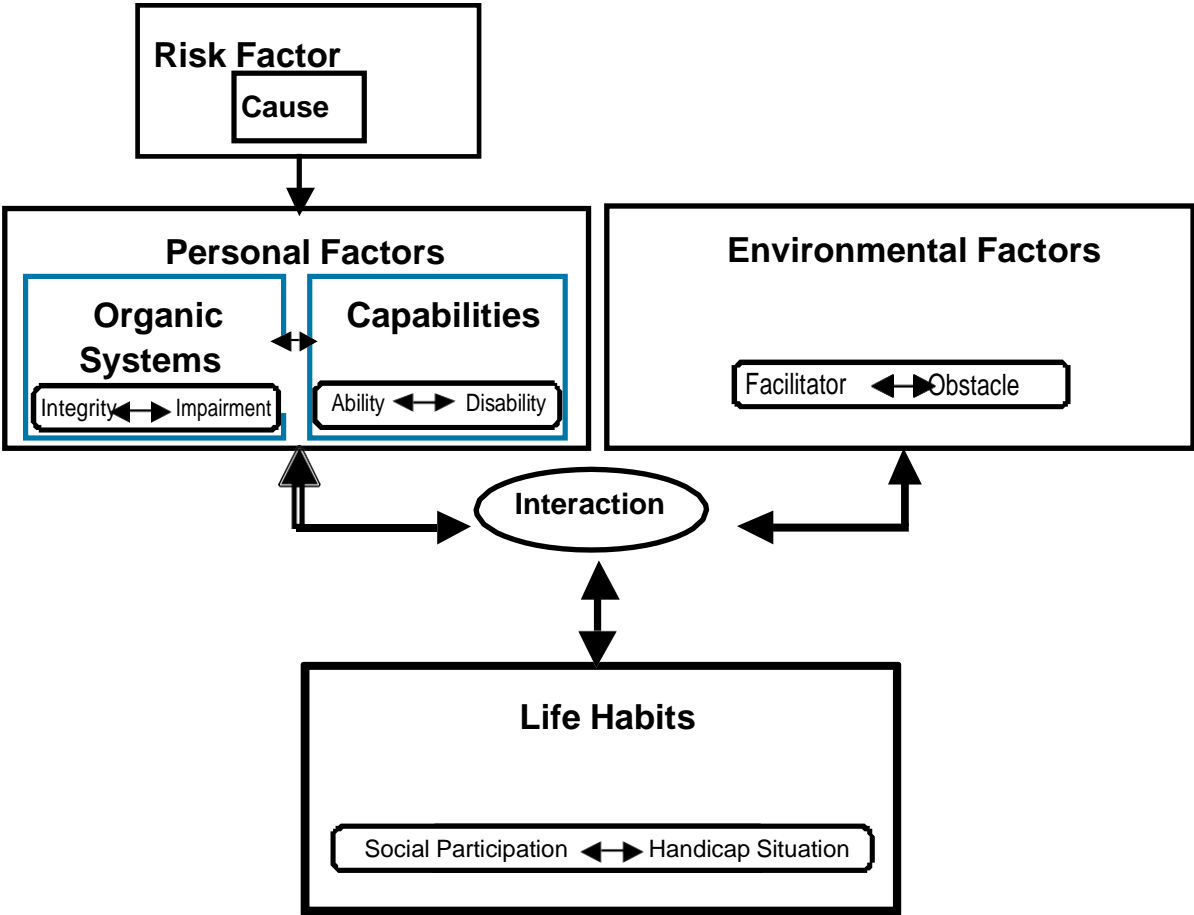 Risk Factor
Cause
Personal Factors
Organic
Systems
Integrity Impairment
Capabilities
Ability Disability
Environmental Factors
Facilitator Obstacle
Interaction
Life Habits
Social Participation Handicap Situation